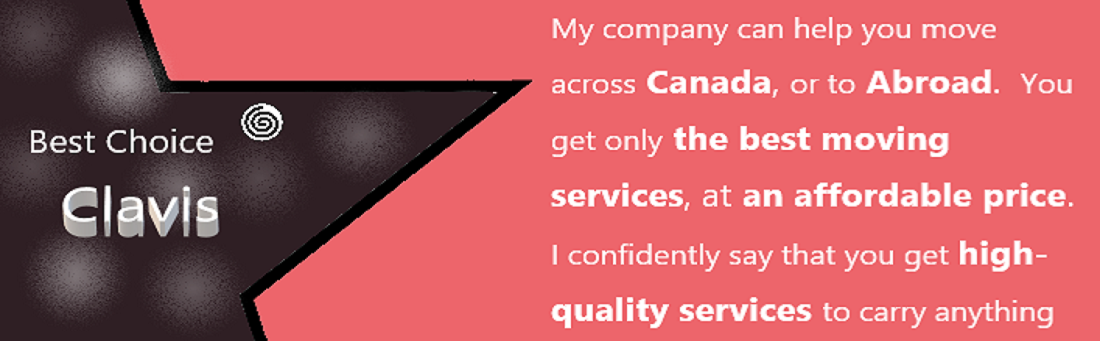 Best Choice
Clavis
My company can help you move
across Canada, or to Abroad. You
get only the best moving
services, at an affordable price.
I confidently say that you get high-
quality services to carry anything